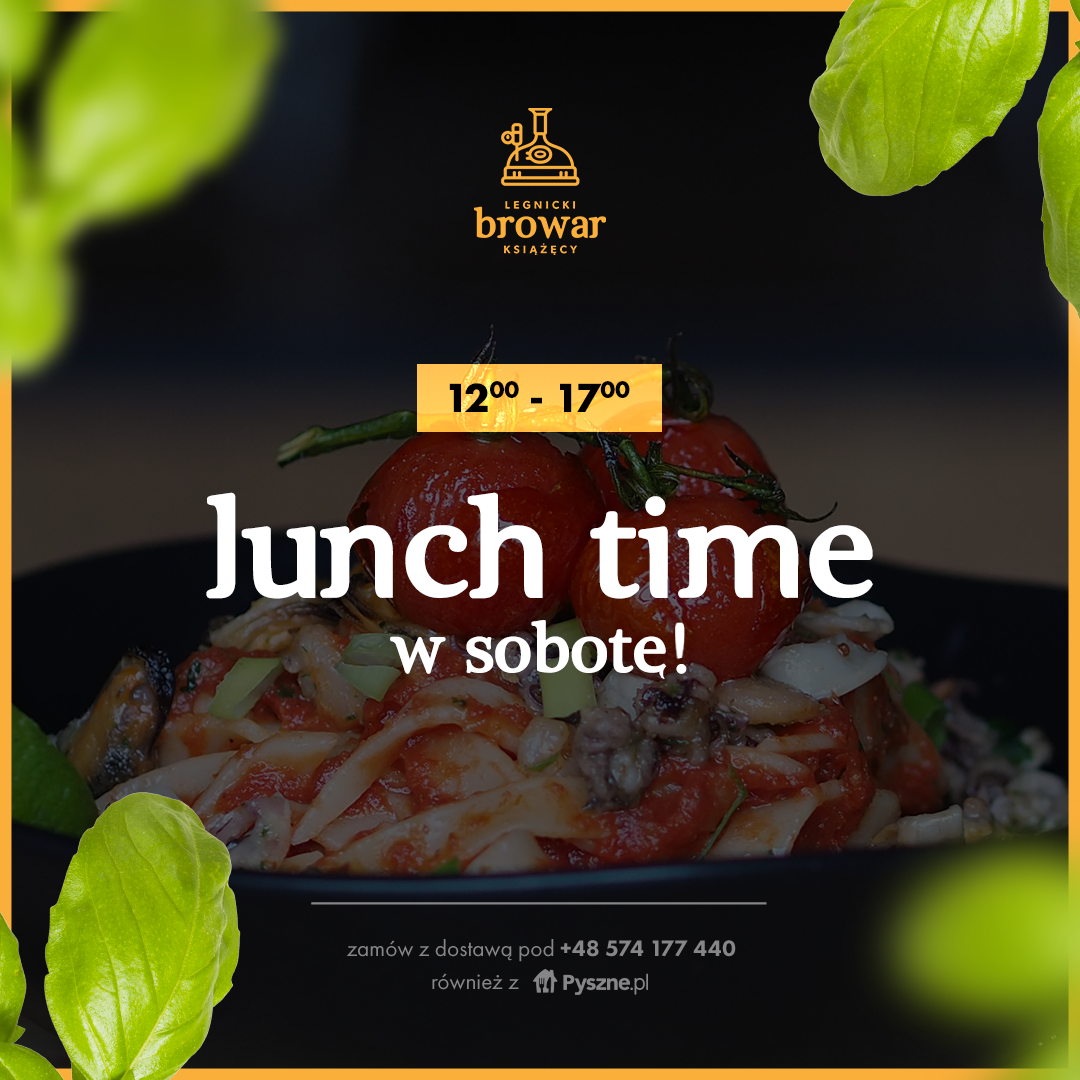 LEGNICKI
browar
KSIĄŻĘCY
12⁰⁰ - 17⁰⁰
lunch time
w sobotę!
zamów z dostawą pod +48 574 177 440
również z Pyszne.pl